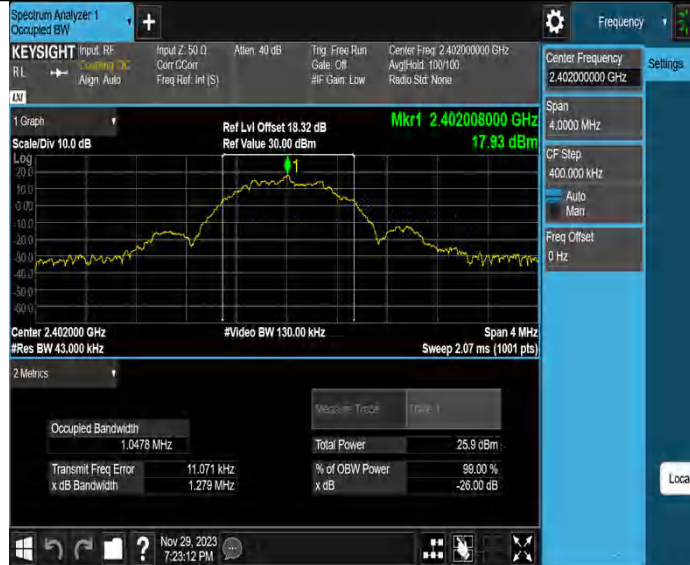 Spectrum Analyzer 1
Occupied BW
+
Frequency
KEYSIGHT
RL
Input: RF
Coupling: DC
Align: Auto
Input Z: 50 Ω
Corr CCorr
Freq Ref: Int (S)
Atten: 40 dB
Trig: Free Run
Gate: Off
#IF Gain: Low
Center Freq: 2.402000000 GHz
Avg|Hold: 100/100
Radio Std: None
LXI
1 Graph
Scale/Div 10.0 dB
Ref Lvl Offset 18.32 dB
Ref Value 30.00 dBm
Mkr1 2.402008000 GHz
17.93 dBm
Log
20.0
10.0
0.00
-10.0
-20.0
-30.0
-40.0
-50.0
-60.0
1
Center 2.402000 GHz
#Res BW 43.000 kHz
#Video BW 130.00 kHz
Span 4 MHz
Sweep 2.07 ms (1001 pts)
2 Metrics
Measure Trace
Trace 1
Occupied Bandwidth
1.0478 MHz
Total Power
25.9 dBm
Transmit Freq Error
11.071 kHz
% of OBW Power
99.00 %
x dB Bandwidth
1.279 MHz
x dB
-26.00 dB
Center Frequency
2.402000000 GHz
Settings
Span
4.0000 MHz
CF Step
400.000 kHz
Auto
Man
Freq Offset
0 Hz
Loca
?
Nov 29, 2023
7:23:12 PM